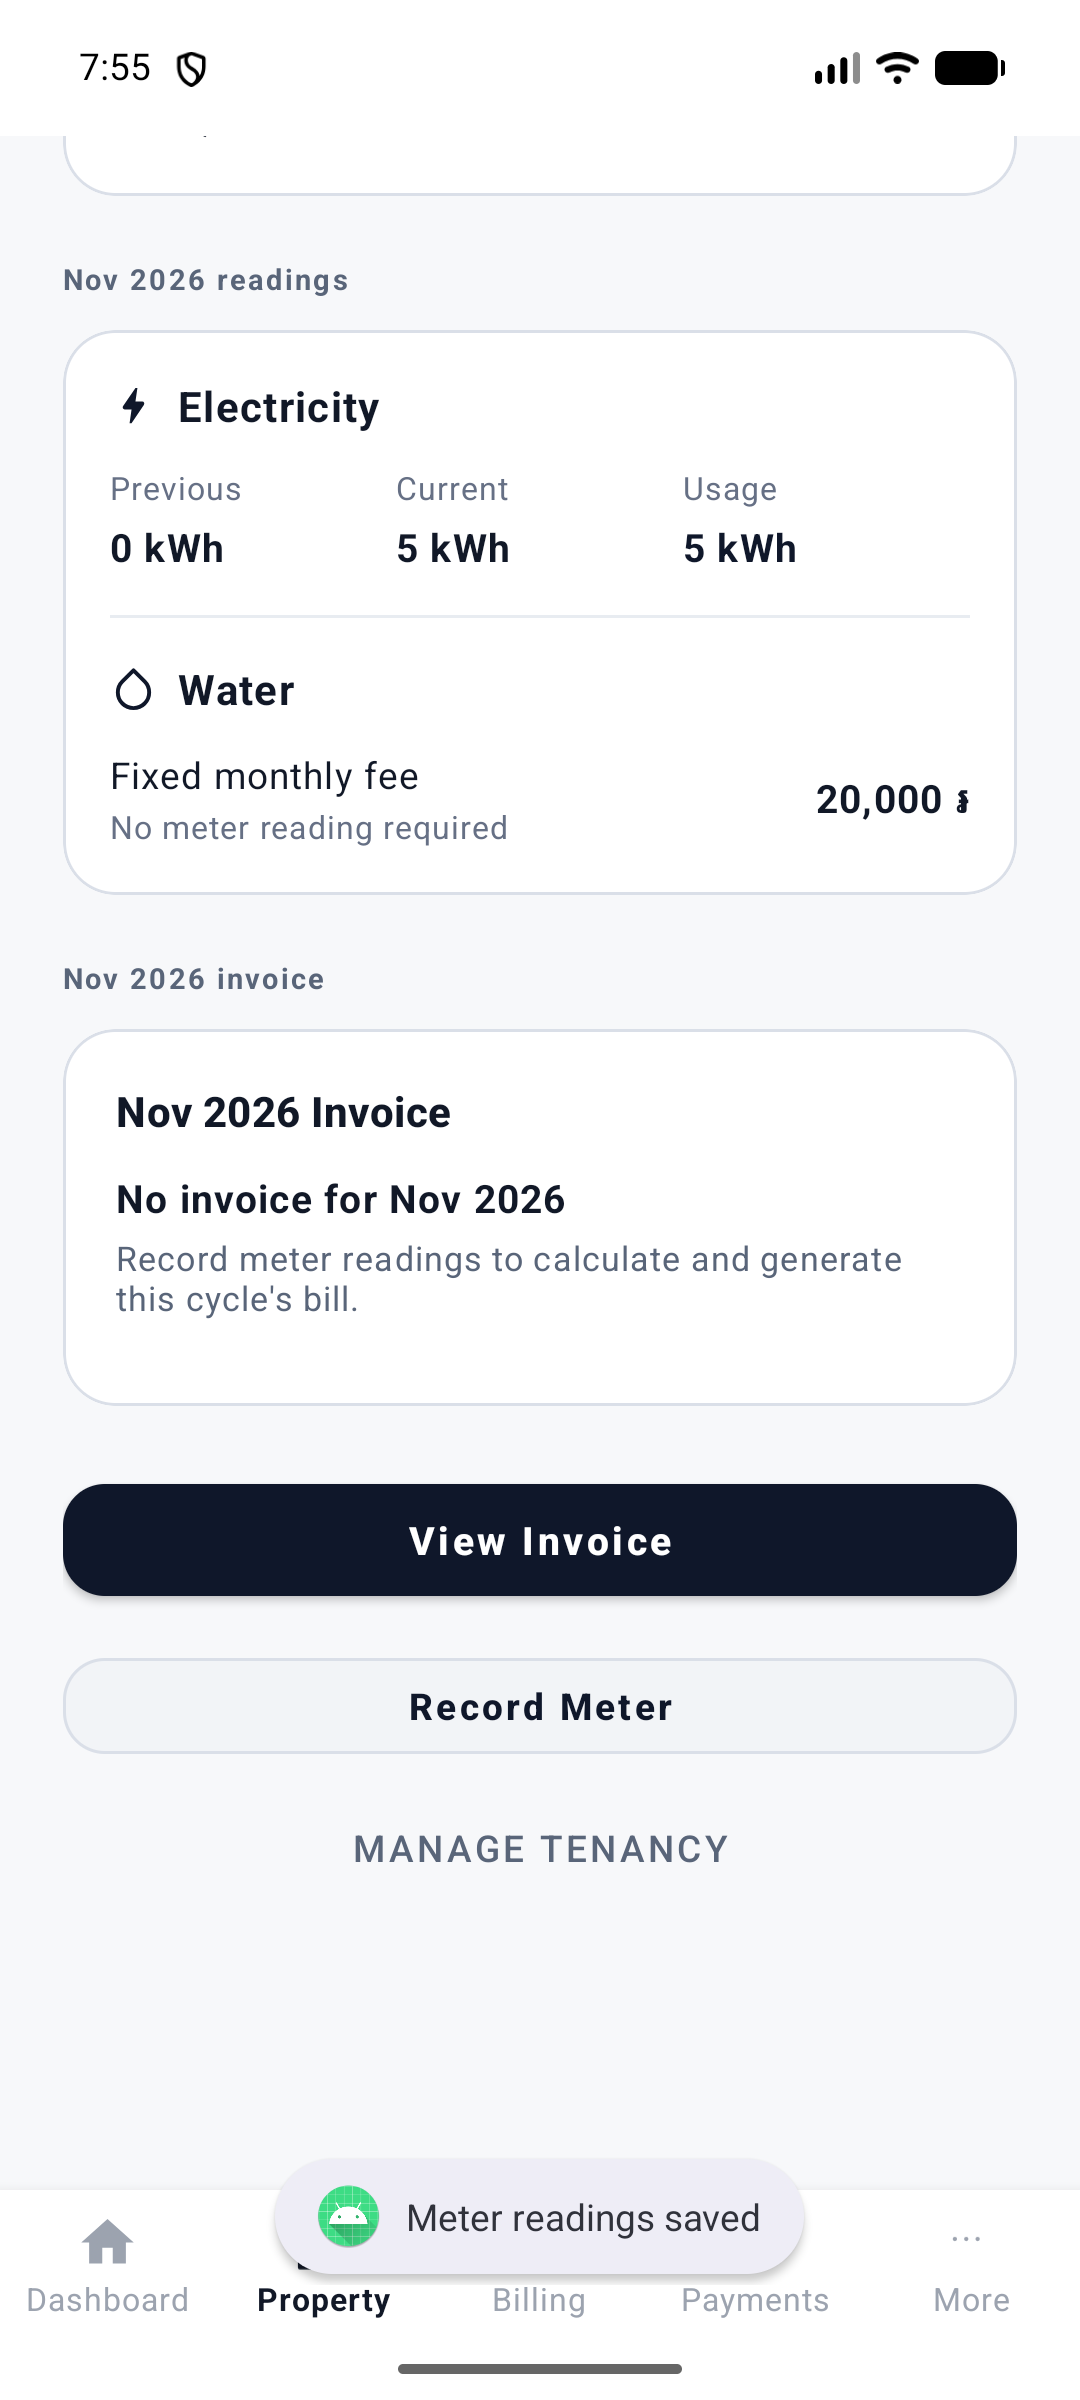 7:55
Nov 2026 readings
Electricity
Previous Current Usage
0 kWh 5 kWh 5 kWh
Water
Fixed monthly fee
20,000 ៛
No meter reading required
Nov 2026 invoice
Nov 2026 Invoice
No invoice for Nov 2026
Record meter readings to calculate and generate
this cycle's bill.
View Invoice
Record Meter
MANAGE TENANCY
Meter readings saved
Dashboard Property Billing Payments More